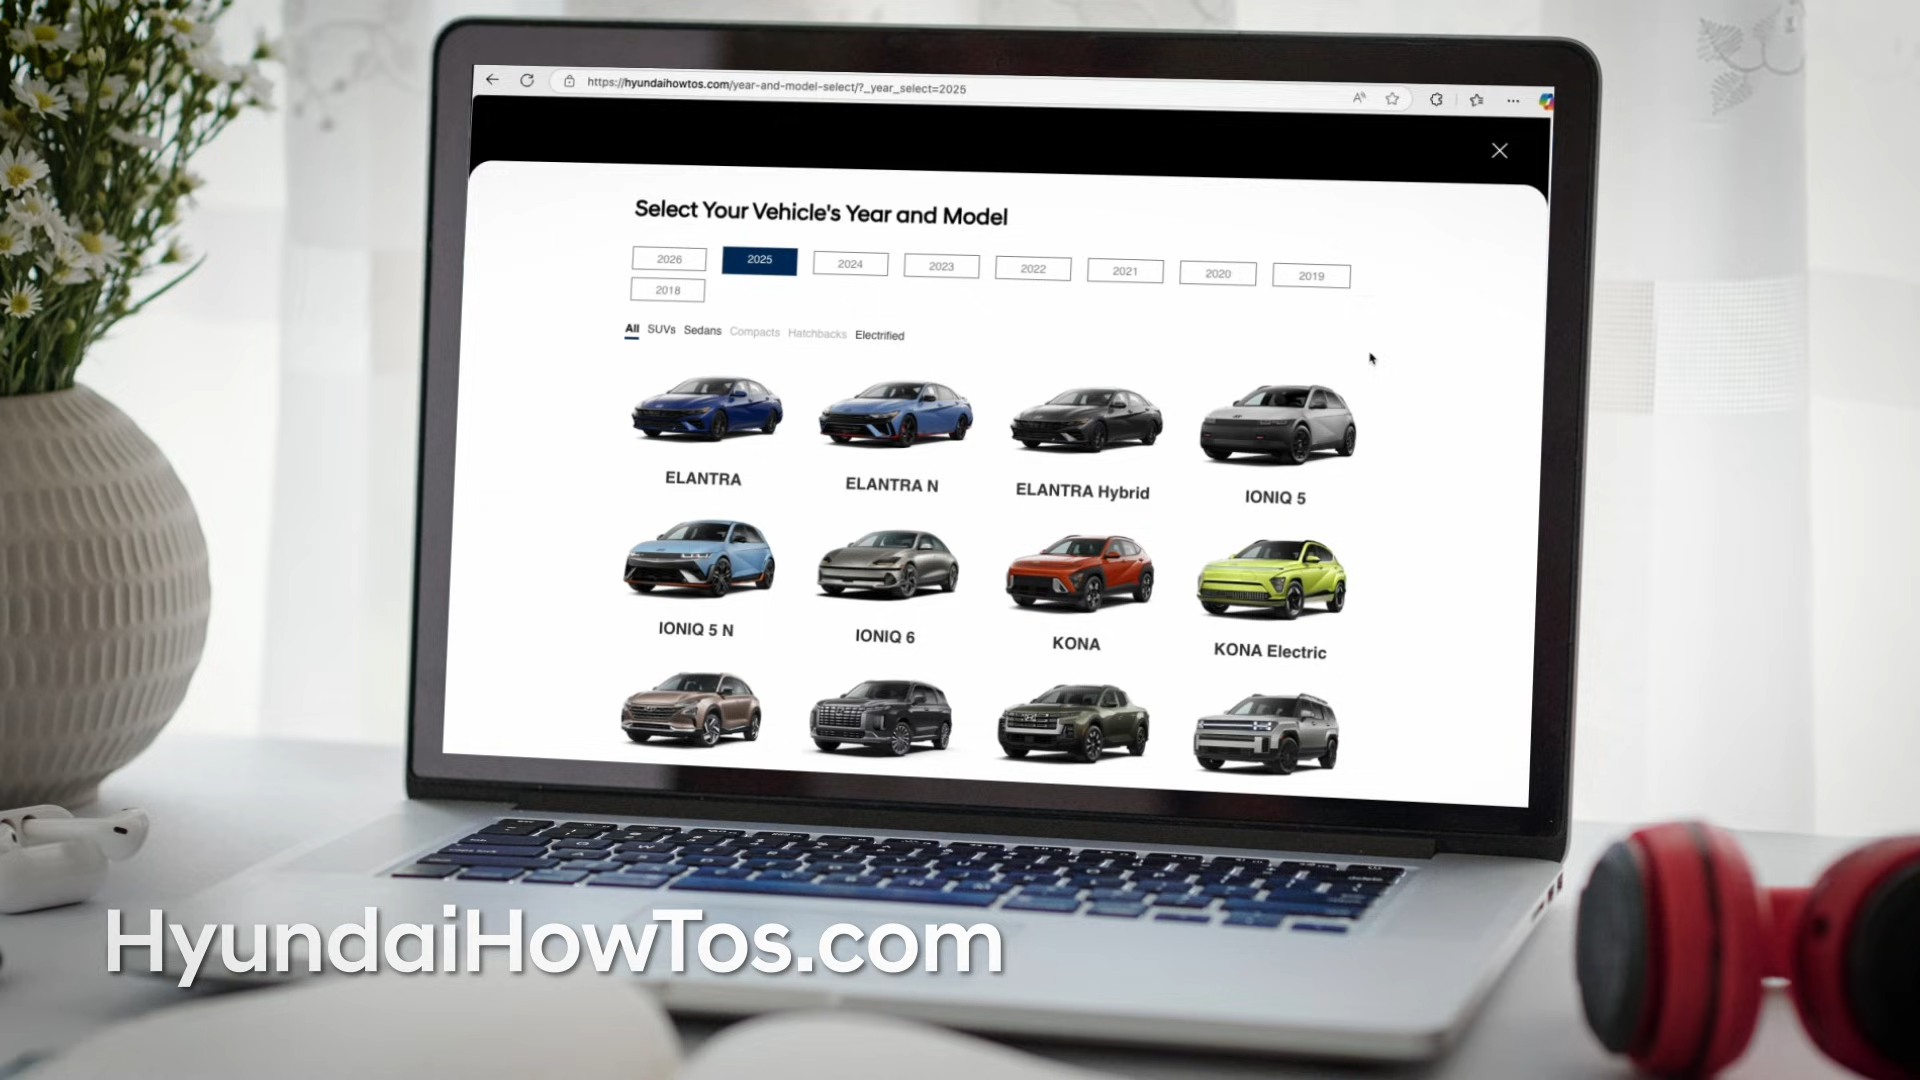 https://hyundaihowtos.com/year-and-model-select/?_year_select=2025
Select Your Vehicle's Year and Model
2026 2025 2024 2023 2022 2021 2020 2019
2018
All SUVs Sedans Compacts Hatchbacks Electrified
ELANTRA ELANTRA N ELANTRA Hybrid IONIQ 5
IONIQ 5 N IONIQ 6 KONA KONA Electric
HyundaiHowTos.com